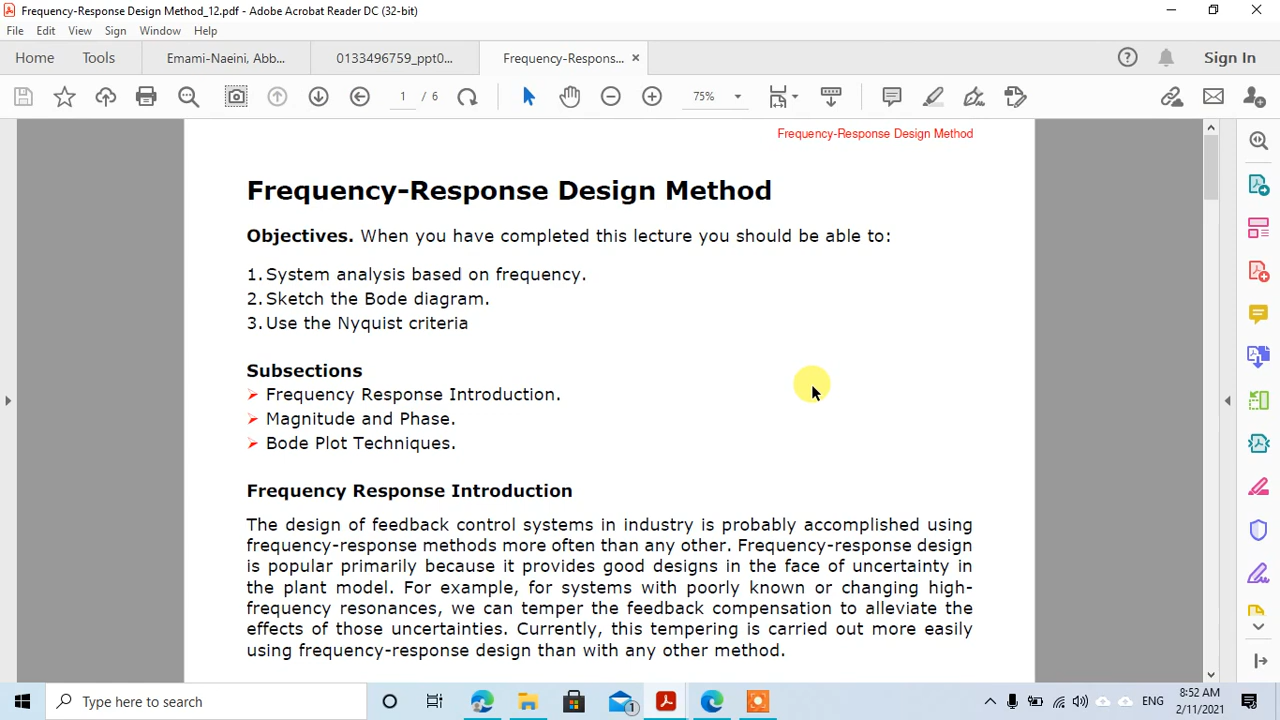 Frequency-Response Design Method_12.pdf - Adobe Acrobat Reader DC (32-bit)
File Edit View Sign Window Help
Home Tools Emami-Naeini, Abb... 0133496759_ppt0... Frequency-Respons... Sign In
1 / 6 75%
Frequency-Response Design Method
Frequency-Response Design Method
Objectives. When you have completed this lecture you should be able to:
1. System analysis based on frequency.
2. Sketch the Bode diagram.
3. Use the Nyquist criteria
Subsections
Frequency Response Introduction.
Magnitude and Phase.
Bode Plot Techniques.
Frequency Response Introduction
The design of feedback control systems in industry is probably accomplished using
frequency-response methods more often than any other. Frequency-response design
is popular primarily because it provides good designs in the face of uncertainty in
the plant model. For example, for systems with poorly known or changing high-
frequency resonances, we can temper the feedback compensation to alleviate the
effects of those uncertainties. Currently, this tempering is carried out more easily
using frequency-response design than with any other method.
Type here to search
1
ENG
8:52 AM
2/11/2021